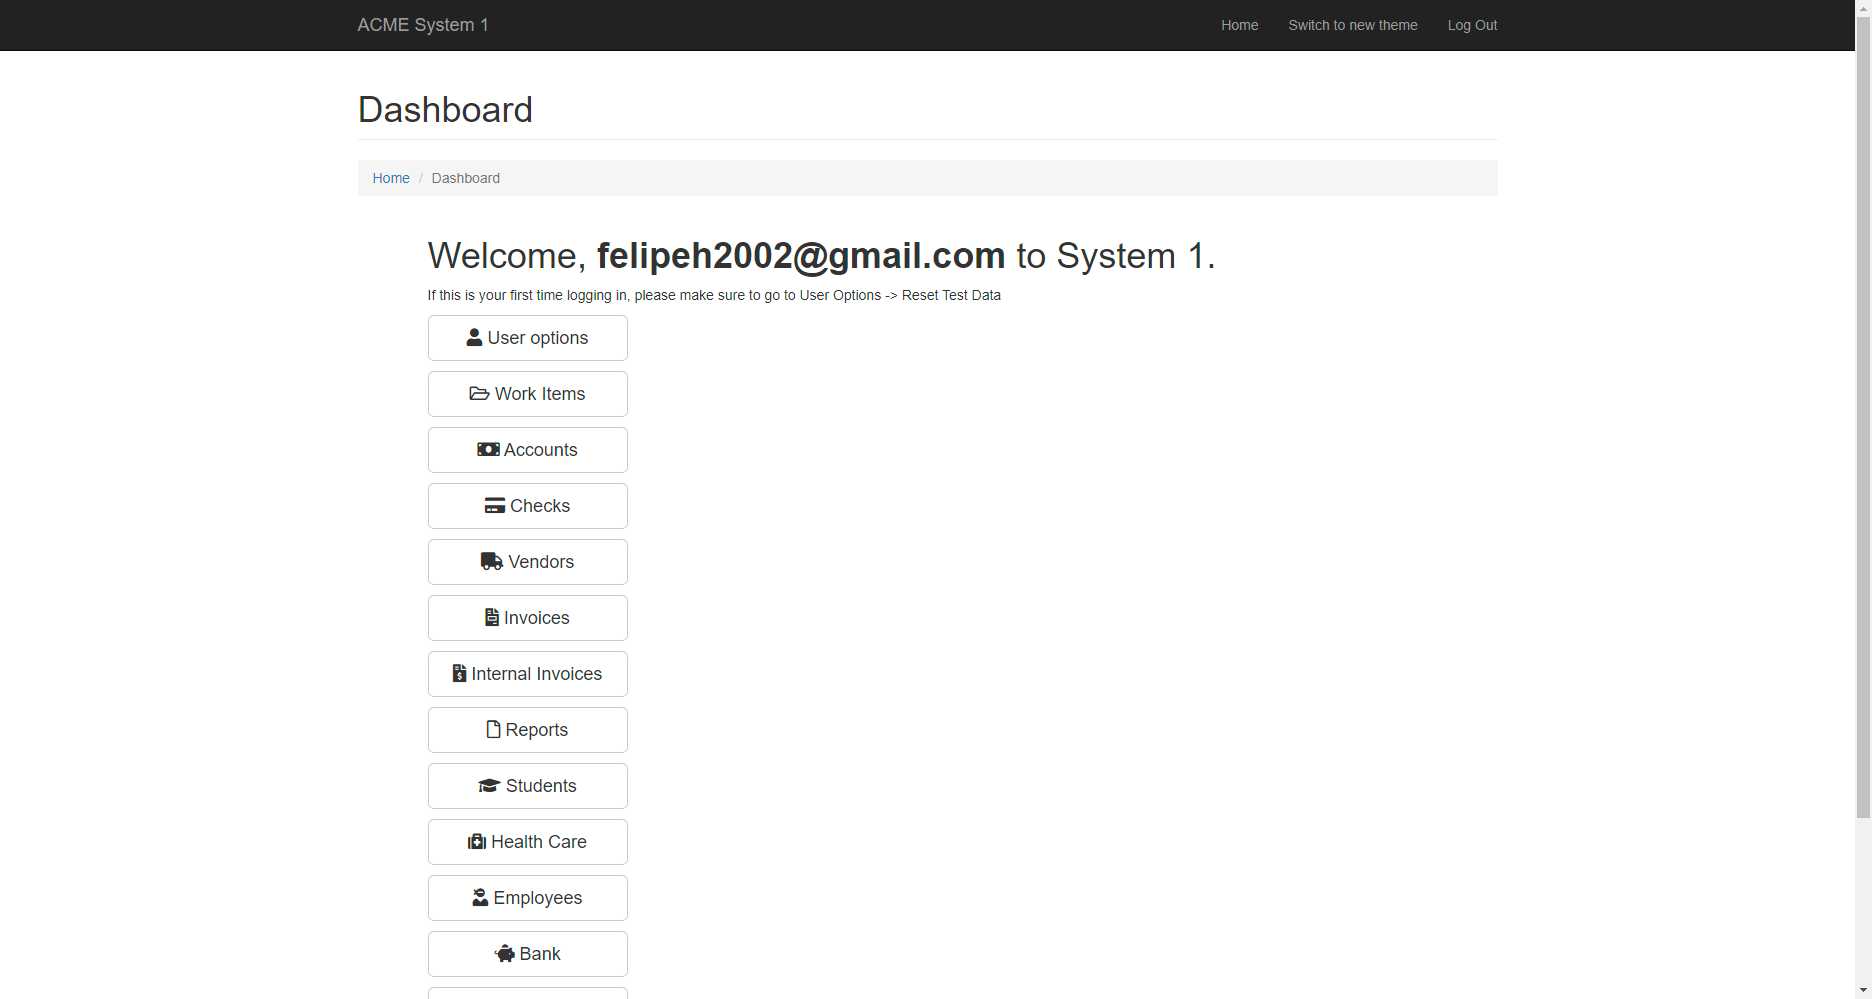 ACME System 1
Home
Switch to new theme
Log Out
Dashboard
Home / Dashboard
Welcome, felipeh2002@gmail.com to System 1.
If this is your first time logging in, please make sure to go to User Options -> Reset Test Data
User options
Work Items
Accounts
Checks
Vendors
Invoices
Internal Invoices
Reports
Students
Health Care
Employees
Bank